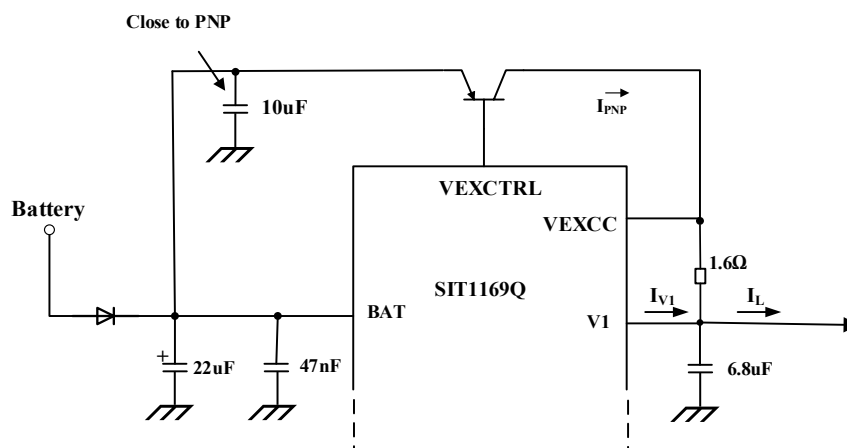 Close to PNP
10uF
I_PNP
VEXCTRL
Battery
VEXCC
1.6Ω
SIT1169Q
I_V1
I_L
BAT
V1
+
22uF
47nF
6.8uF